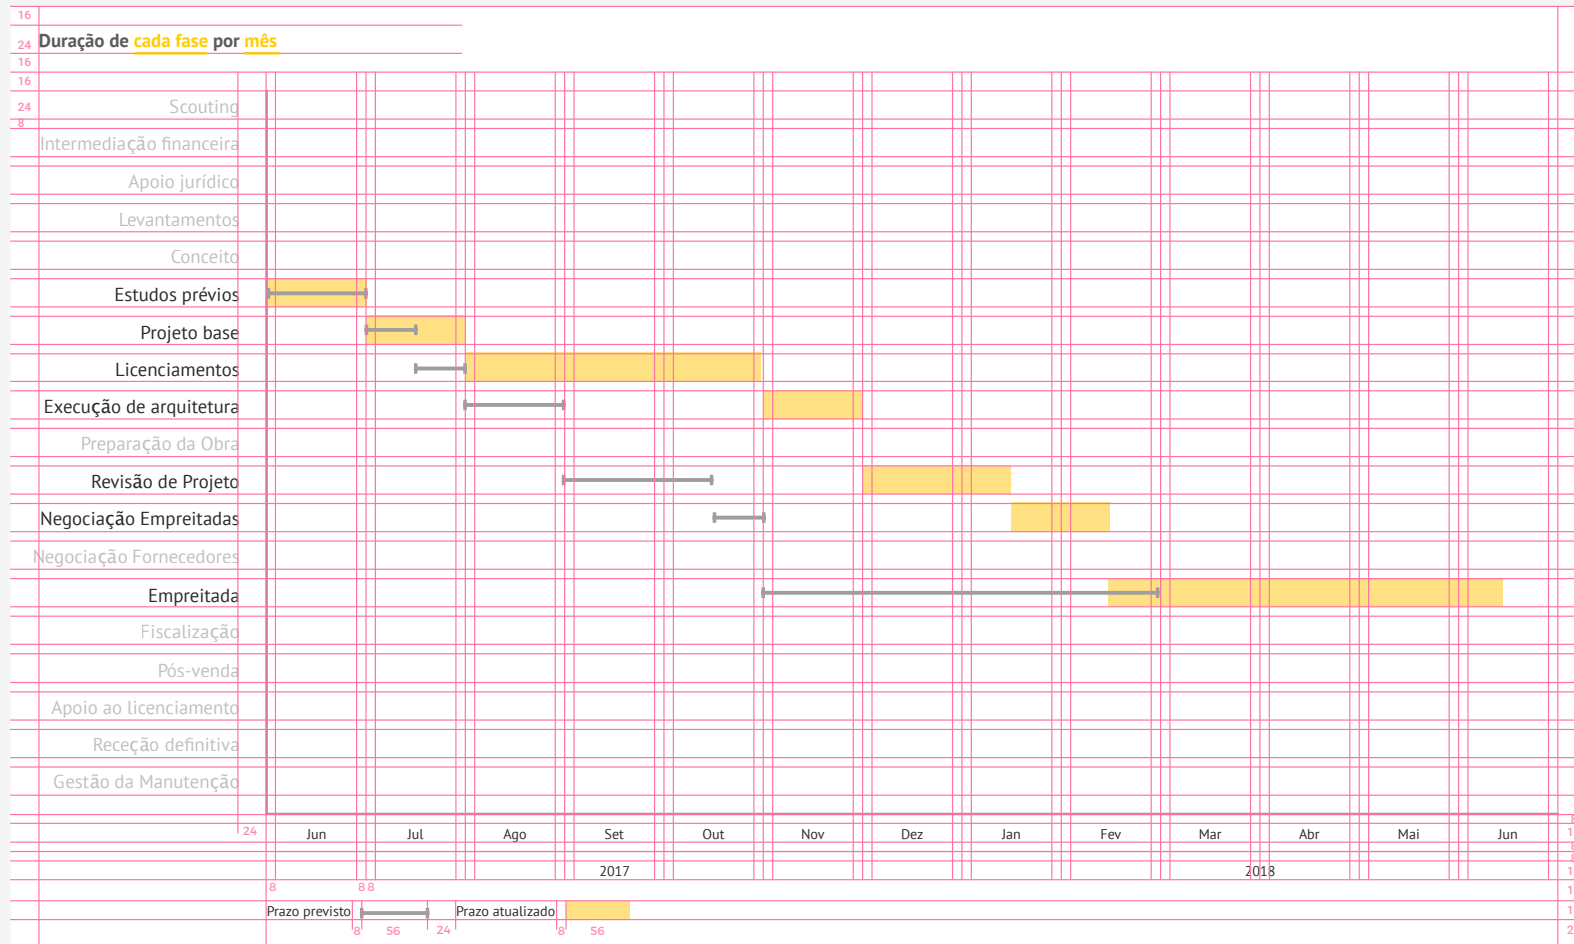 16
24
Duração de cada fase por mês
16
16
24
Scouting
8
Intermediação financeira
Apoio jurídico
Levantamentos
Conceito
Estudos prévios
Projeto base
Licenciamentos
Execução de arquitetura
Preparação da Obra
Revisão de Projeto
Negociação Empreitadas
Negociação Fornecedores
Empreitada
Fiscalização
Pós-venda
Apoio ao licenciamento
Receção definitiva
Gestão da Manutenção
24
Jun Jul Ago Set Out Nov Dez Jan Fev Mar Abr Mai Jun
2017 2018
8 8 8
Prazo previsto Prazo atualizado
8 56 24 8 56